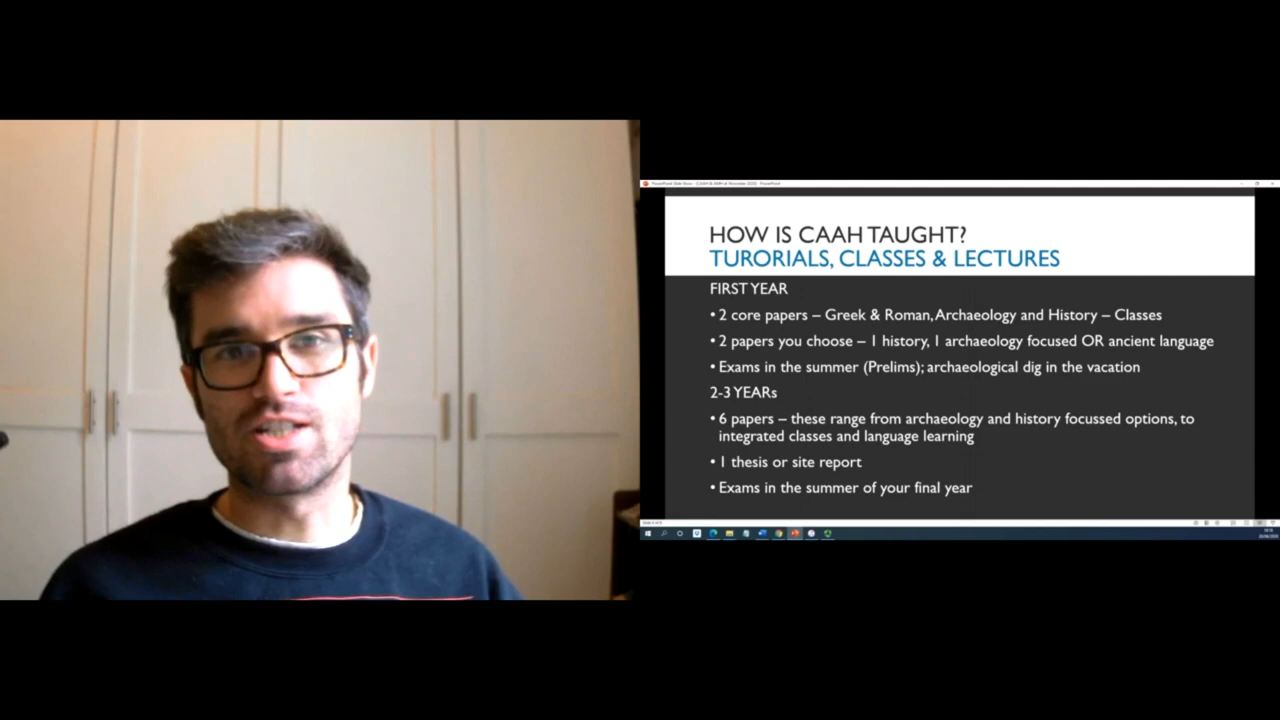 HOW IS CAAH TAUGHT?
TURORIALS, CLASSES & LECTURES
FIRST YEAR
• 2 core papers – Greek & Roman, Archaeology and History – Classes
• 2 papers you choose – 1 history, 1 archaeology focused OR ancient language
• Exams in the summer (Prelims); archaeological dig in the vacation
2-3 YEARs
• 6 papers – these range from archaeology and history focussed options, to
integrated classes and language learning
• 1 thesis or site report
• Exams in the summer of your final year